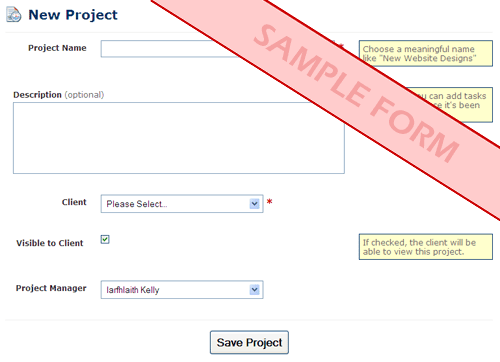 New Project
Project Name
*
Choose a meaningful name
like "New Website Designs"
SAMPLE FORM
Description (optional)
can add tasks
it's been
Client
Please Select...
*
Visible to Client
If checked, the client will be
able to view this project.
Project Manager
Iarfhlaith Kelly
Save Project